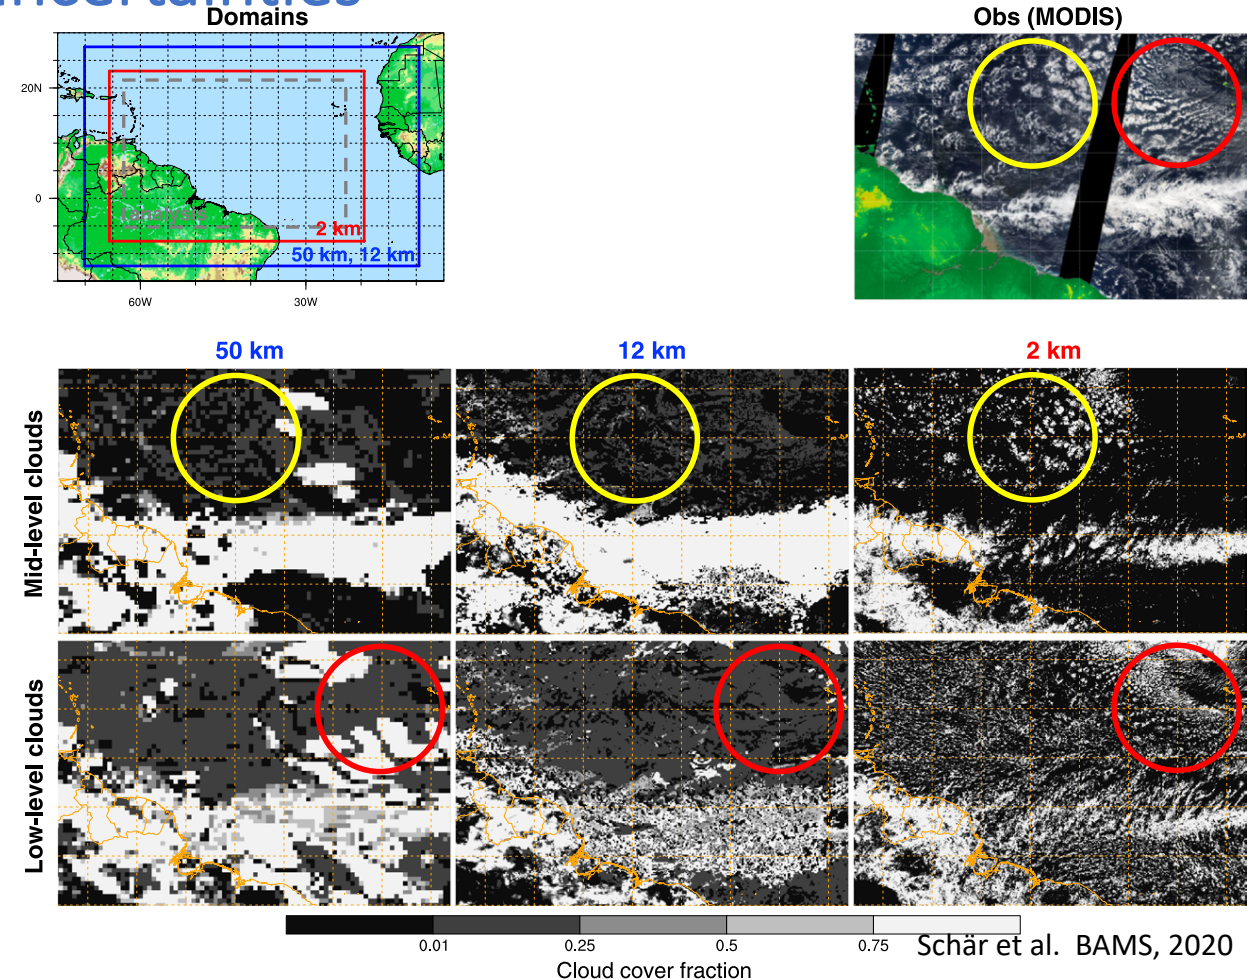 Domains
Obs (MODIS)
20N
0
analysis
2 km
50 km, 12 km
60W
30W
50 km
12 km
2 km
Mid-level clouds
Low-level clouds
0.01
0.25
0.5
0.75
Schär et al. BAMS, 2020
Cloud cover fraction